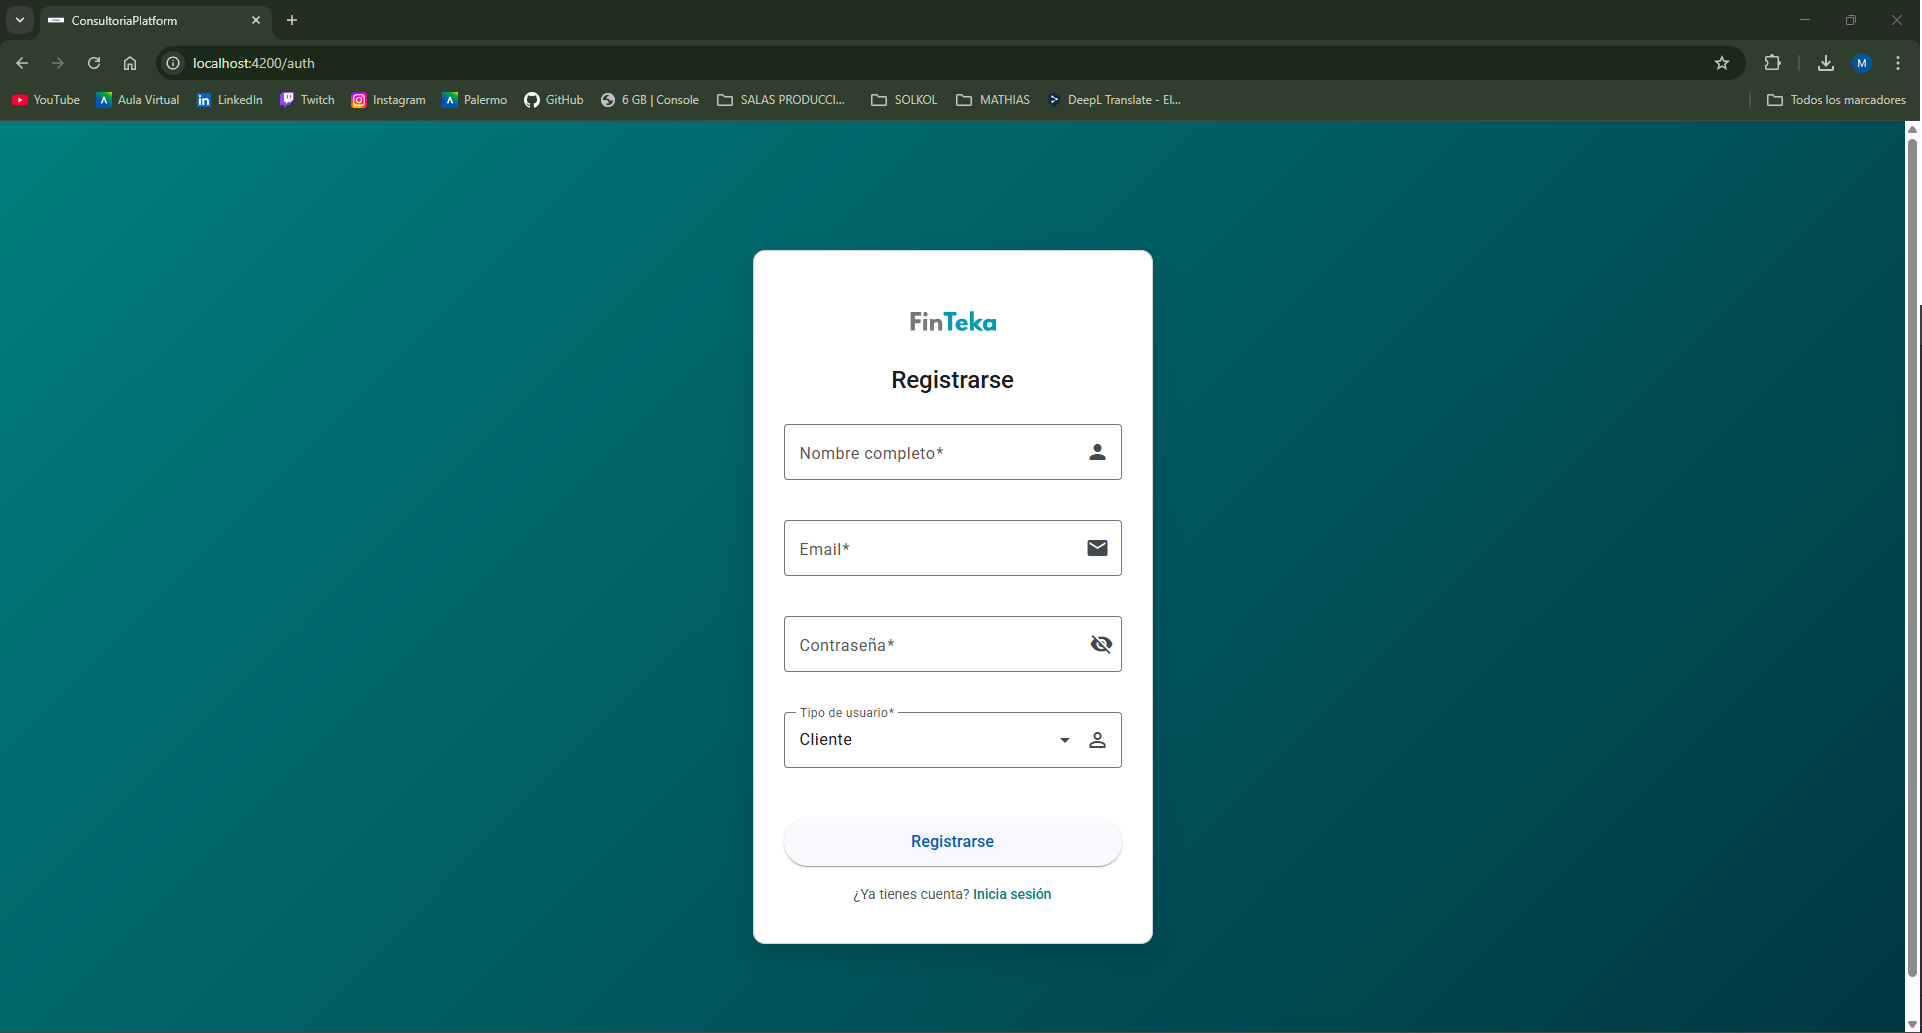 ConsultoriaPlatform
localhost:4200/auth
YouTube Aula Virtual LinkedIn Twitch Instagram Palermo GitHub 6 GB | Console SALAS PRODUCCI... SOLKOL MATHIAS DeepL Translate - El... Todos los marcadores
M
FinTeka
Registrarse
Nombre completo*
Email*
Contraseña*
Tipo de usuario*
Cliente
Registrarse
¿Ya tienes cuenta? Inicia sesión